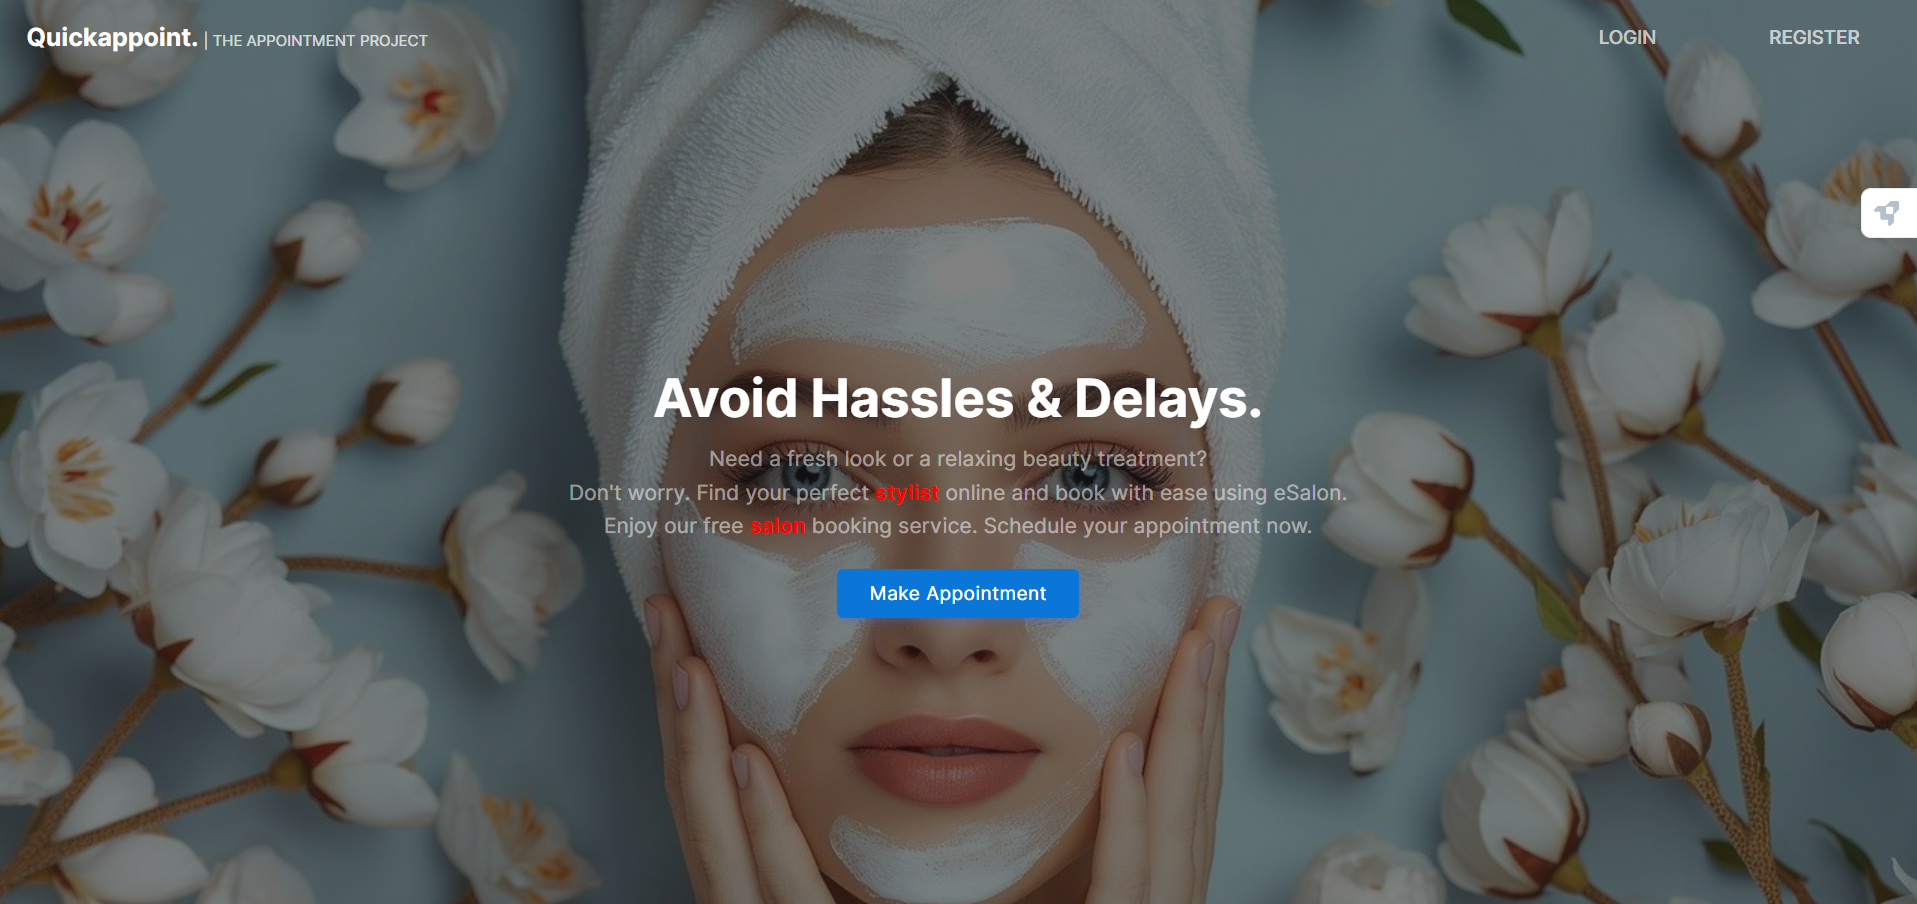 Quickappoint. | THE APPOINTMENT PROJECT
LOGIN
REGISTER
Avoid Hassles & Delays.
Need a fresh look or a relaxing beauty treatment?
Don't worry. Find your perfect stylist online and book with ease using eSalon.
Enjoy our free salon booking service. Schedule your appointment now.
Make Appointment